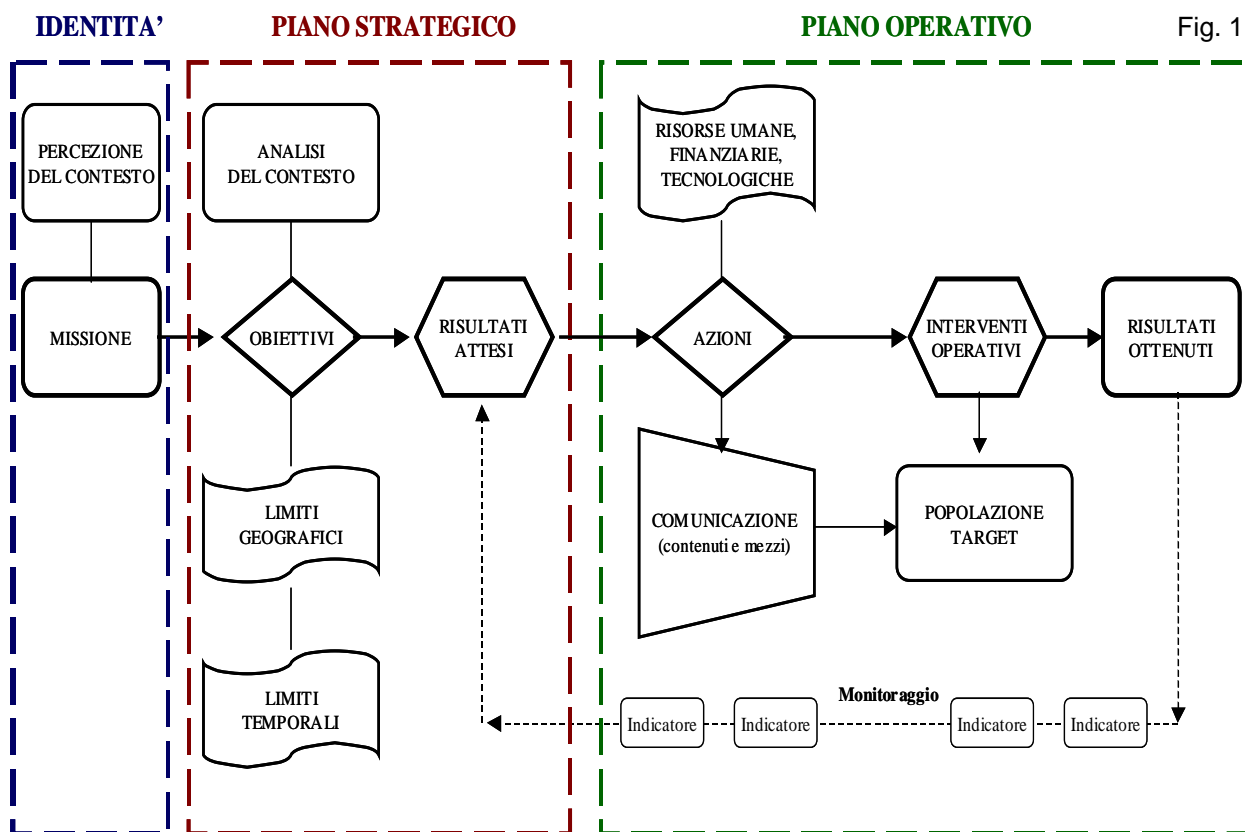 IDENTITA’
PIANO STRATEGICO
PIANO OPERATIVO
Fig. 1
PERCEZIONE
DEL CONTESTO
ANALISI
DEL CONTESTO
RISORSE UMANE,
FINANZIARIE,
TECNOLOGICHE
MISSIONE
OBIETTIVI
RISULTATI
ATTESI
AZIONI
INTERVENTI
OPERATIVI
RISULTATI
OTTENUTI
LIMITI
GEOGRAFICI
COMUNICAZIONE
(contenuti e mezzi)
POPOLAZIONE
TARGET
LIMITI
TEMPORALI
Monitoraggio
Indicatore
Indicatore
Indicatore
Indicatore